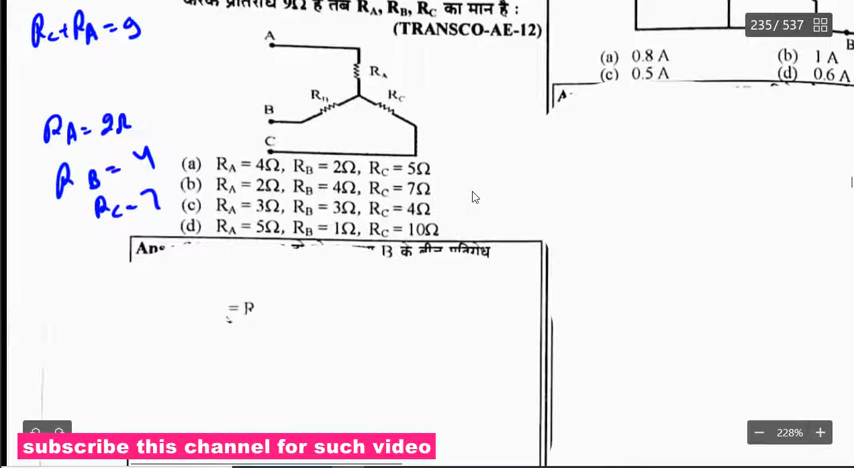 प्रतिरोध 9Ω है तब R_A, R_B, R_C का मान है :
(TRANSCO-AE-12)
R_C + R_A = 9
A
R_A
R_B
R_C
B
C
R_A = 2Ω
R_B = 4
R_C = 7
(a) R_A = 4Ω, R_B = 2Ω, R_C = 5Ω
(b) R_A = 2Ω, R_B = 4Ω, R_C = 7Ω
(c) R_A = 3Ω, R_B = 3Ω, R_C = 4Ω
(d) R_A = 5Ω, R_B = 1Ω, R_C = 10Ω
Ans
B के बीच प्रतिरोध
= R
235 / 537
B
(a) 0.8 A (b) 1 A
(c) 0.5 A (d) 0.6 A
A
228%
subscribe this channel for such video